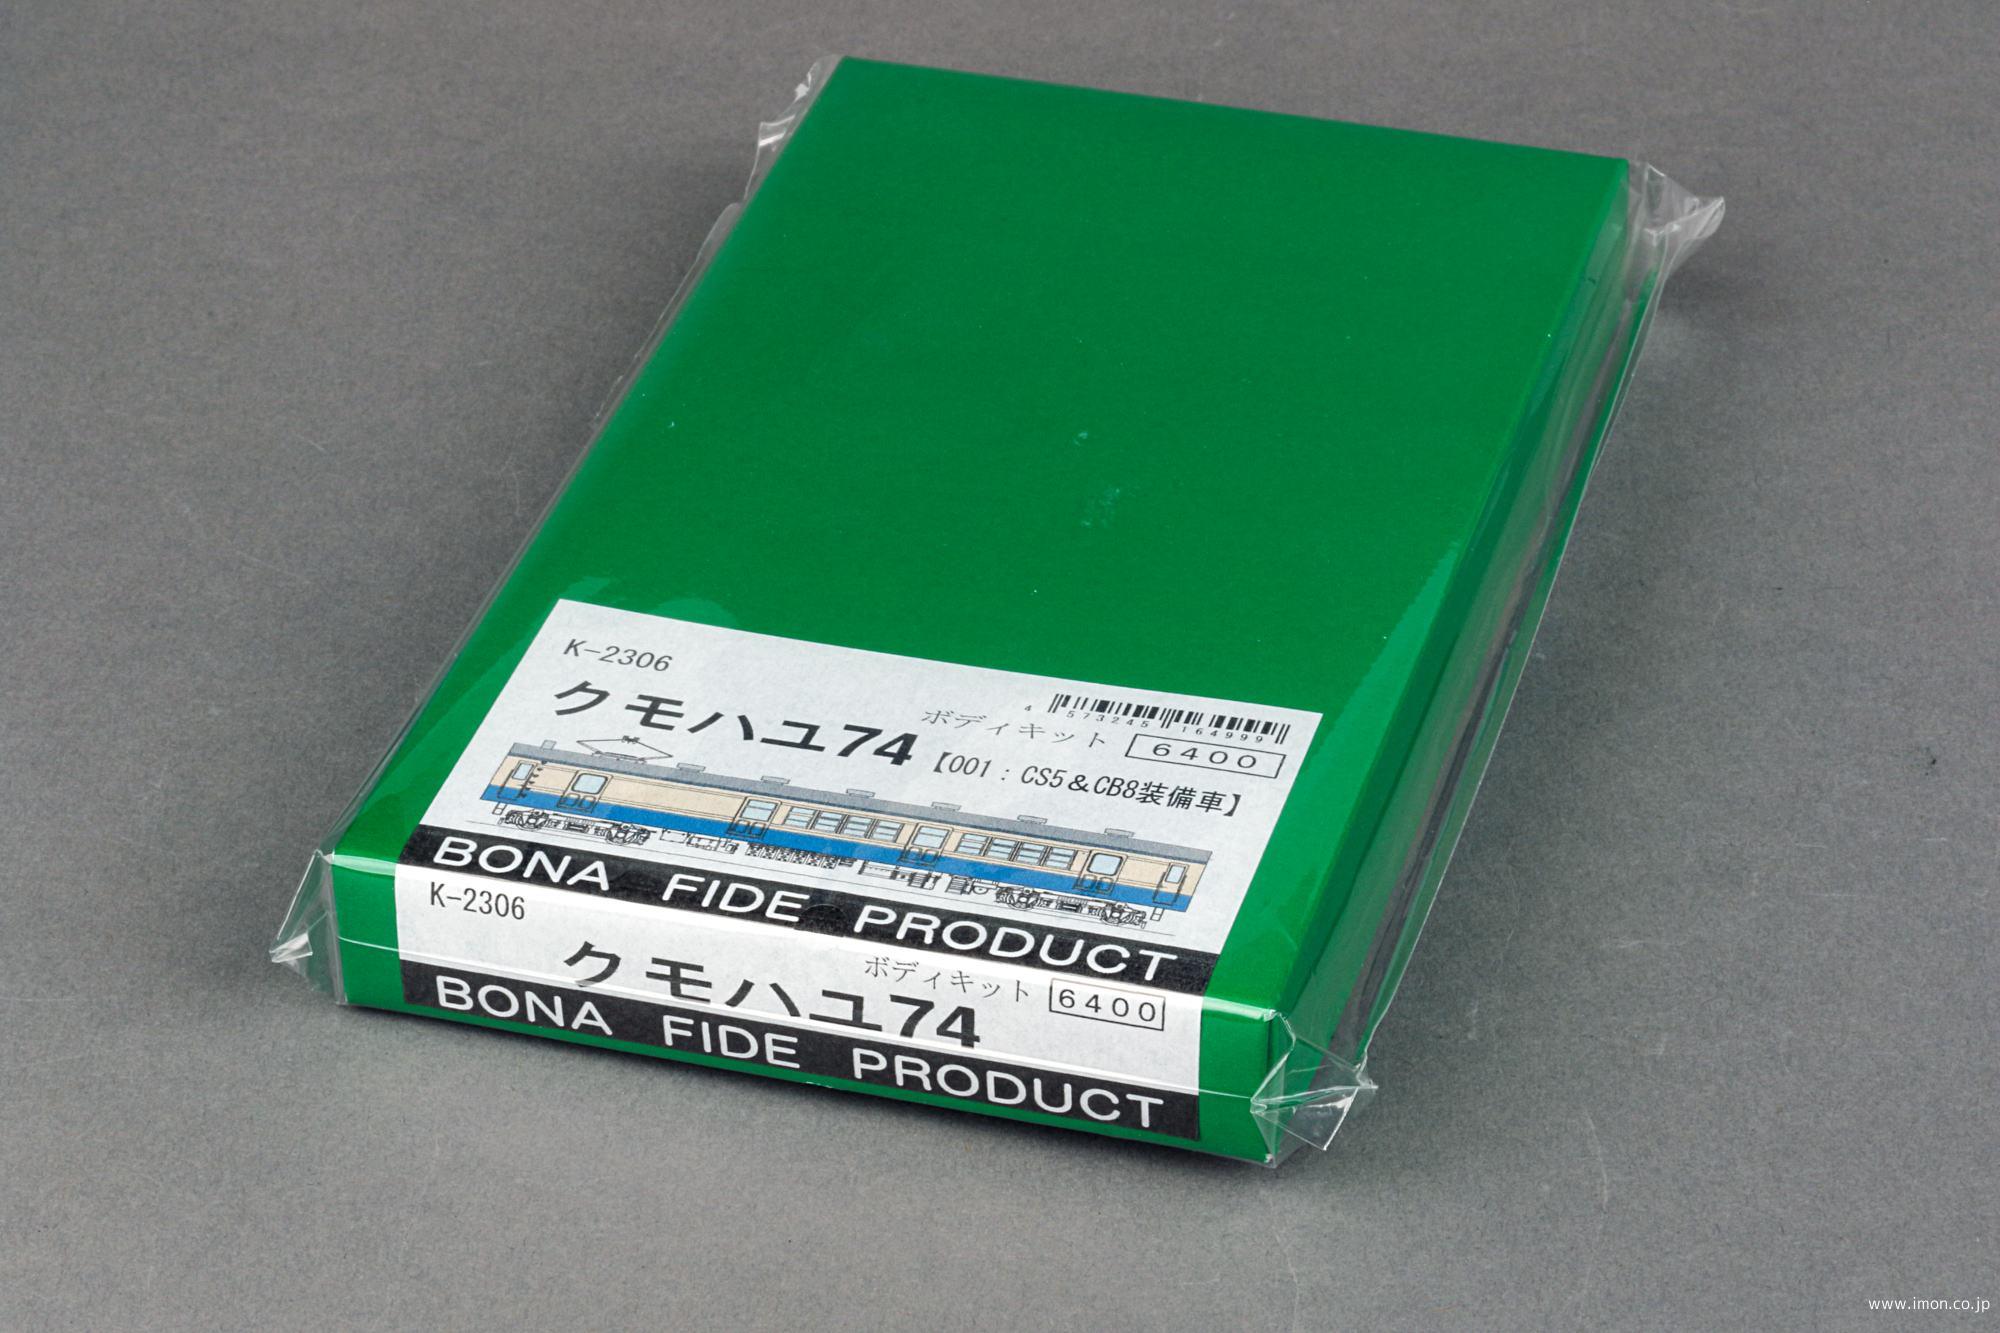 K-2306
クモハユ74
ボディキット
4 573245 164999
6400
【001：CS5＆CB8装備車】
BONA FIDE PRODUCT
K-2306
クモハユ74
ボディキット
6400
BONA FIDE PRODUCT
www.imon.co.jp